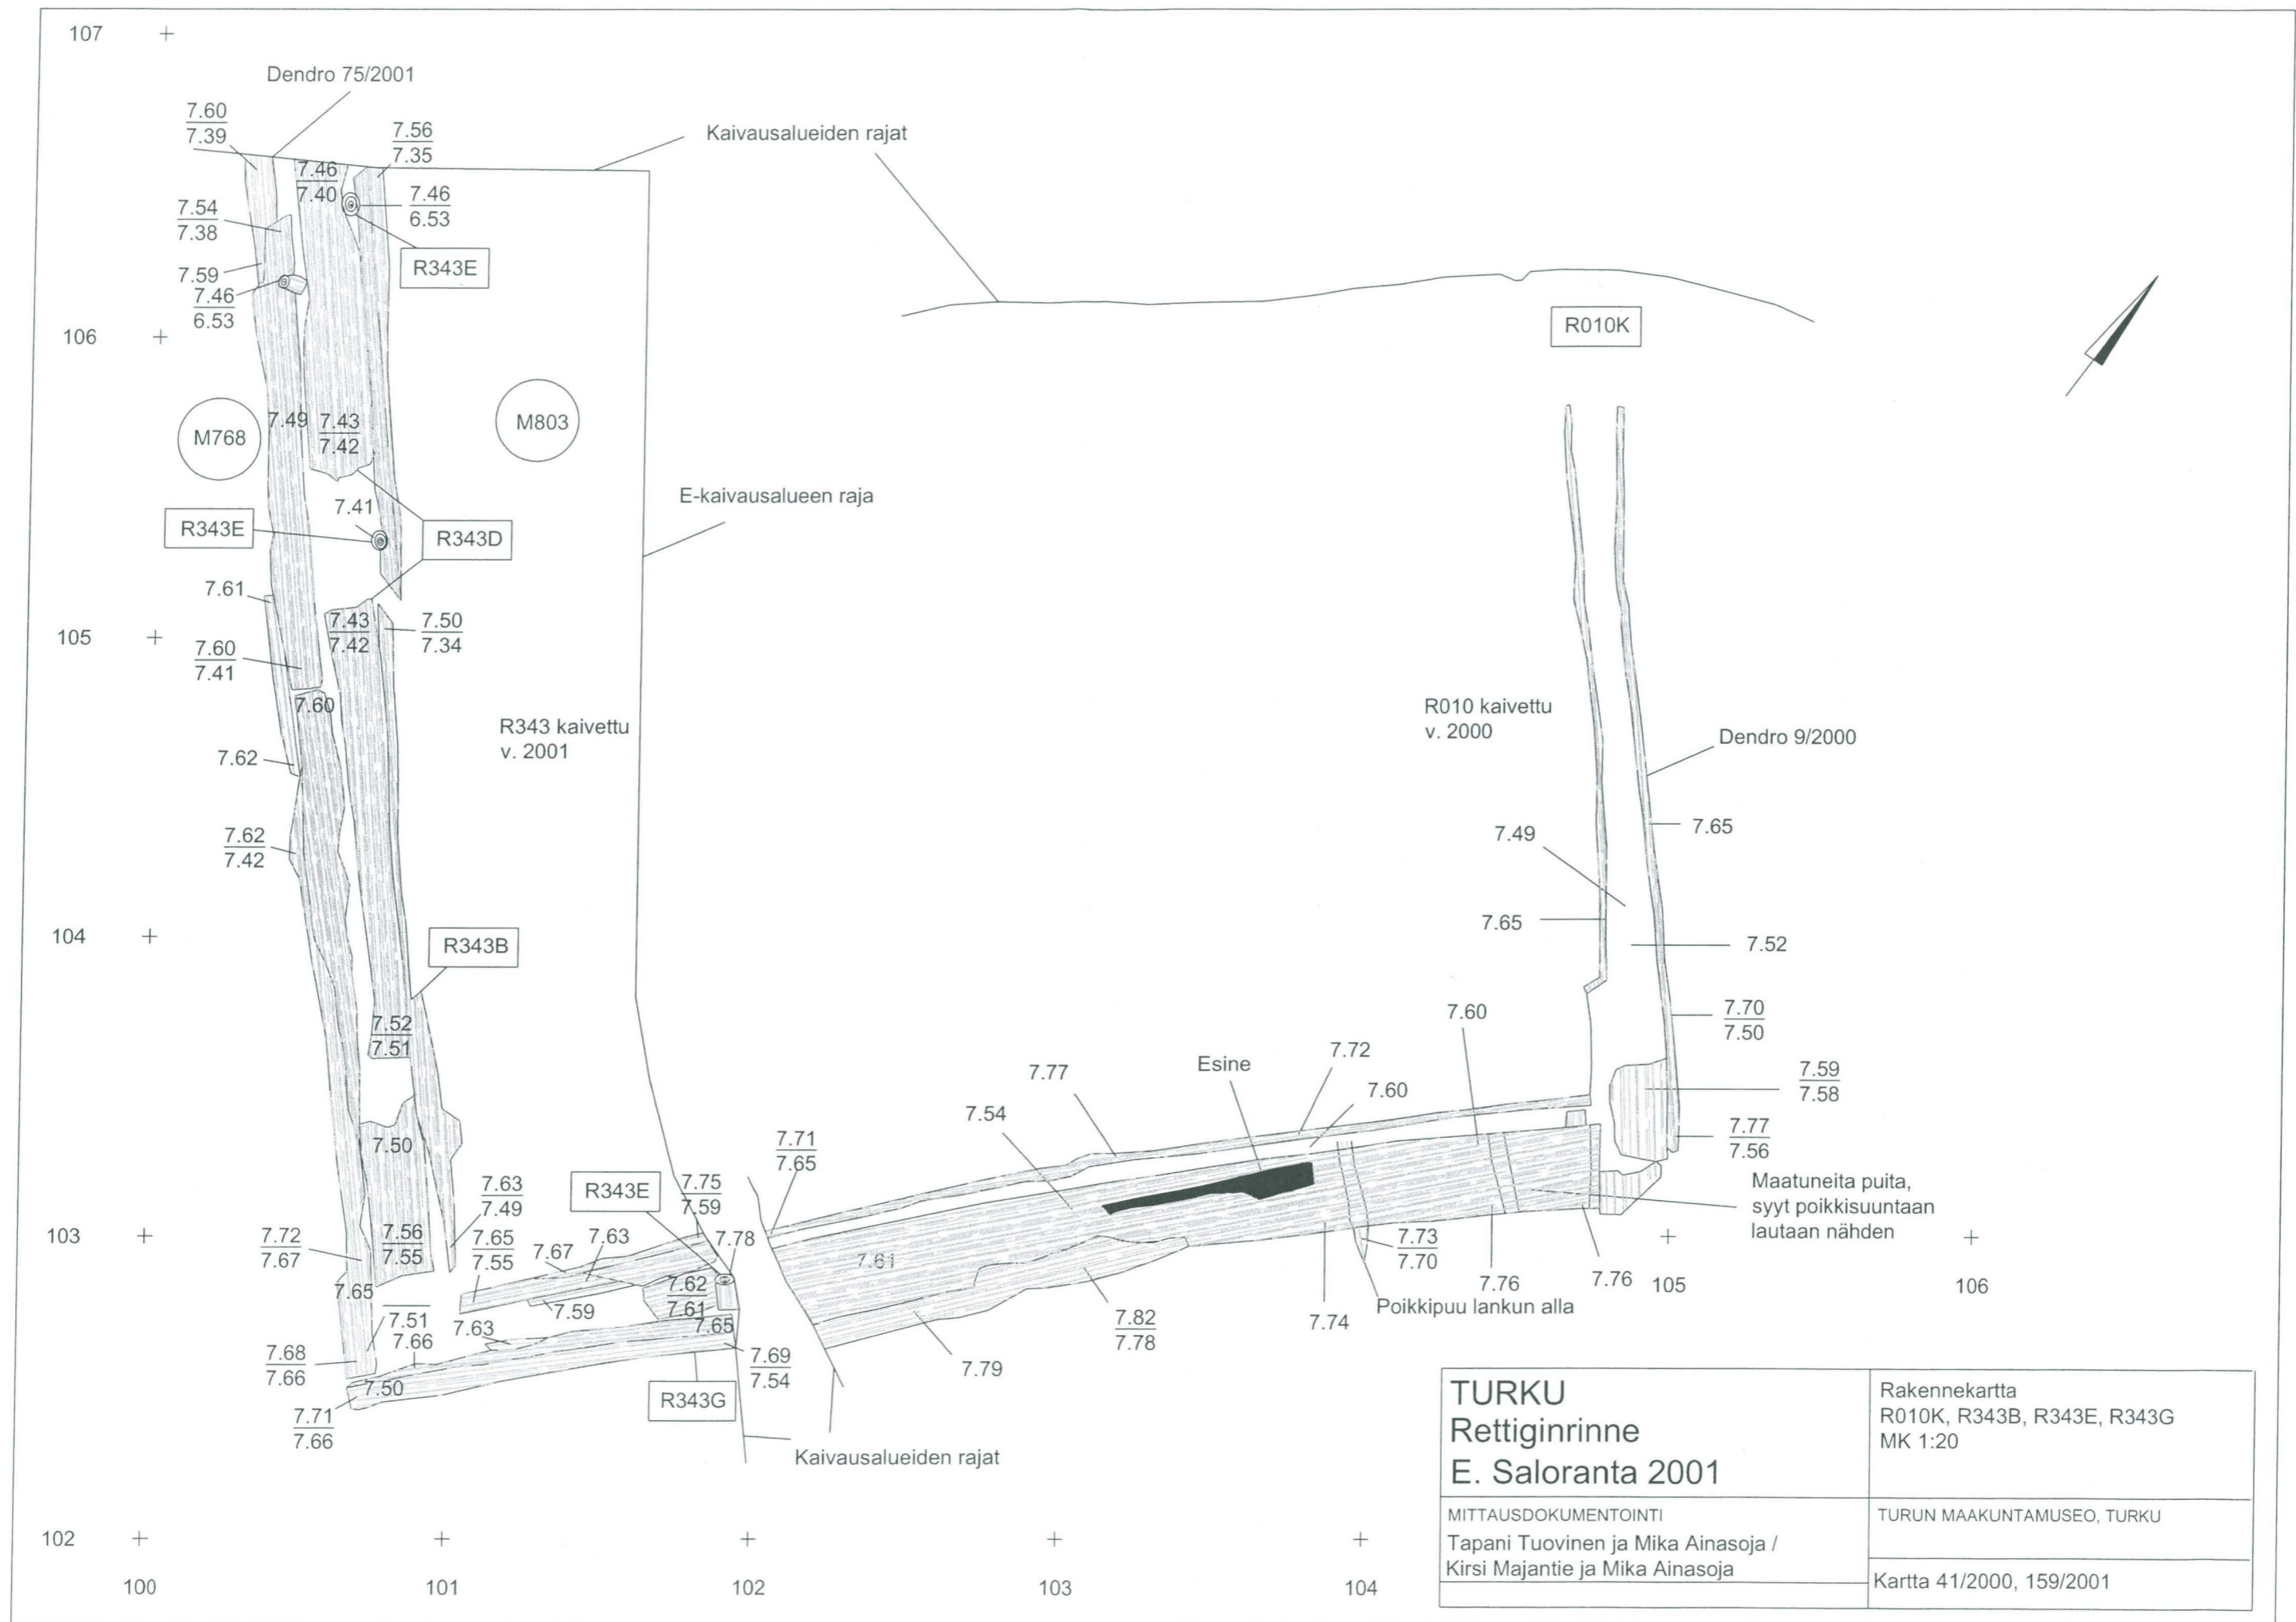 107
Dendro 75/2001
7.60
7.39
7.56
7.35
Kaivausalueiden rajat
7.46
7.40
7.46
6.53
7.54
7.38
R343E
7.59
7.46
6.53
106
R010K
M768
7.49
7.43
7.42
M803
E-kaivausalueen raja
7.41
R343E
R343D
7.61
105
7.43
7.42
7.50
7.34
7.60
7.41
7.60
R343 kaivettu
v. 2001
R010 kaivettu
v. 2000
Dendro 9/2000
7.62
7.62
7.42
7.49
7.65
7.65
104
R343B
7.52
7.52
7.51
7.60
7.70
7.50
7.72
Esine
7.77
7.60
7.59
7.58
7.54
7.50
7.71
7.65
7.77
7.56
7.63
7.49
R343E
7.75
7.59
Maatuneita puita,
syyt poikkisuuntaan
lautaan nähden
103
7.72
7.67
7.56
7.55
7.65
7.55
7.67
7.63
7.78
7.61
7.73
7.70
7.76
7.76
105
106
7.65
7.62
7.61
7.59
7.51
7.66
7.63
7.65
Poikkipuu lankun alla
7.74
7.82
7.78
7.68
7.66
7.69
7.54
7.79
7.50
R343G
7.71
7.66
Kaivausalueiden rajat
102
100
101
102
103
104
TURKU
Rettiginrinne
E. Saloranta 2001
Rakennekartta
R010K, R343B, R343E, R343G
MK 1:20
MITTAUSDOKUMENTOINTI
Tapani Tuovinen ja Mika Ainasoja /
Kirsi Majantie ja Mika Ainasoja
TURUN MAAKUNTAMUSEO, TURKU
Kartta 41/2000, 159/2001